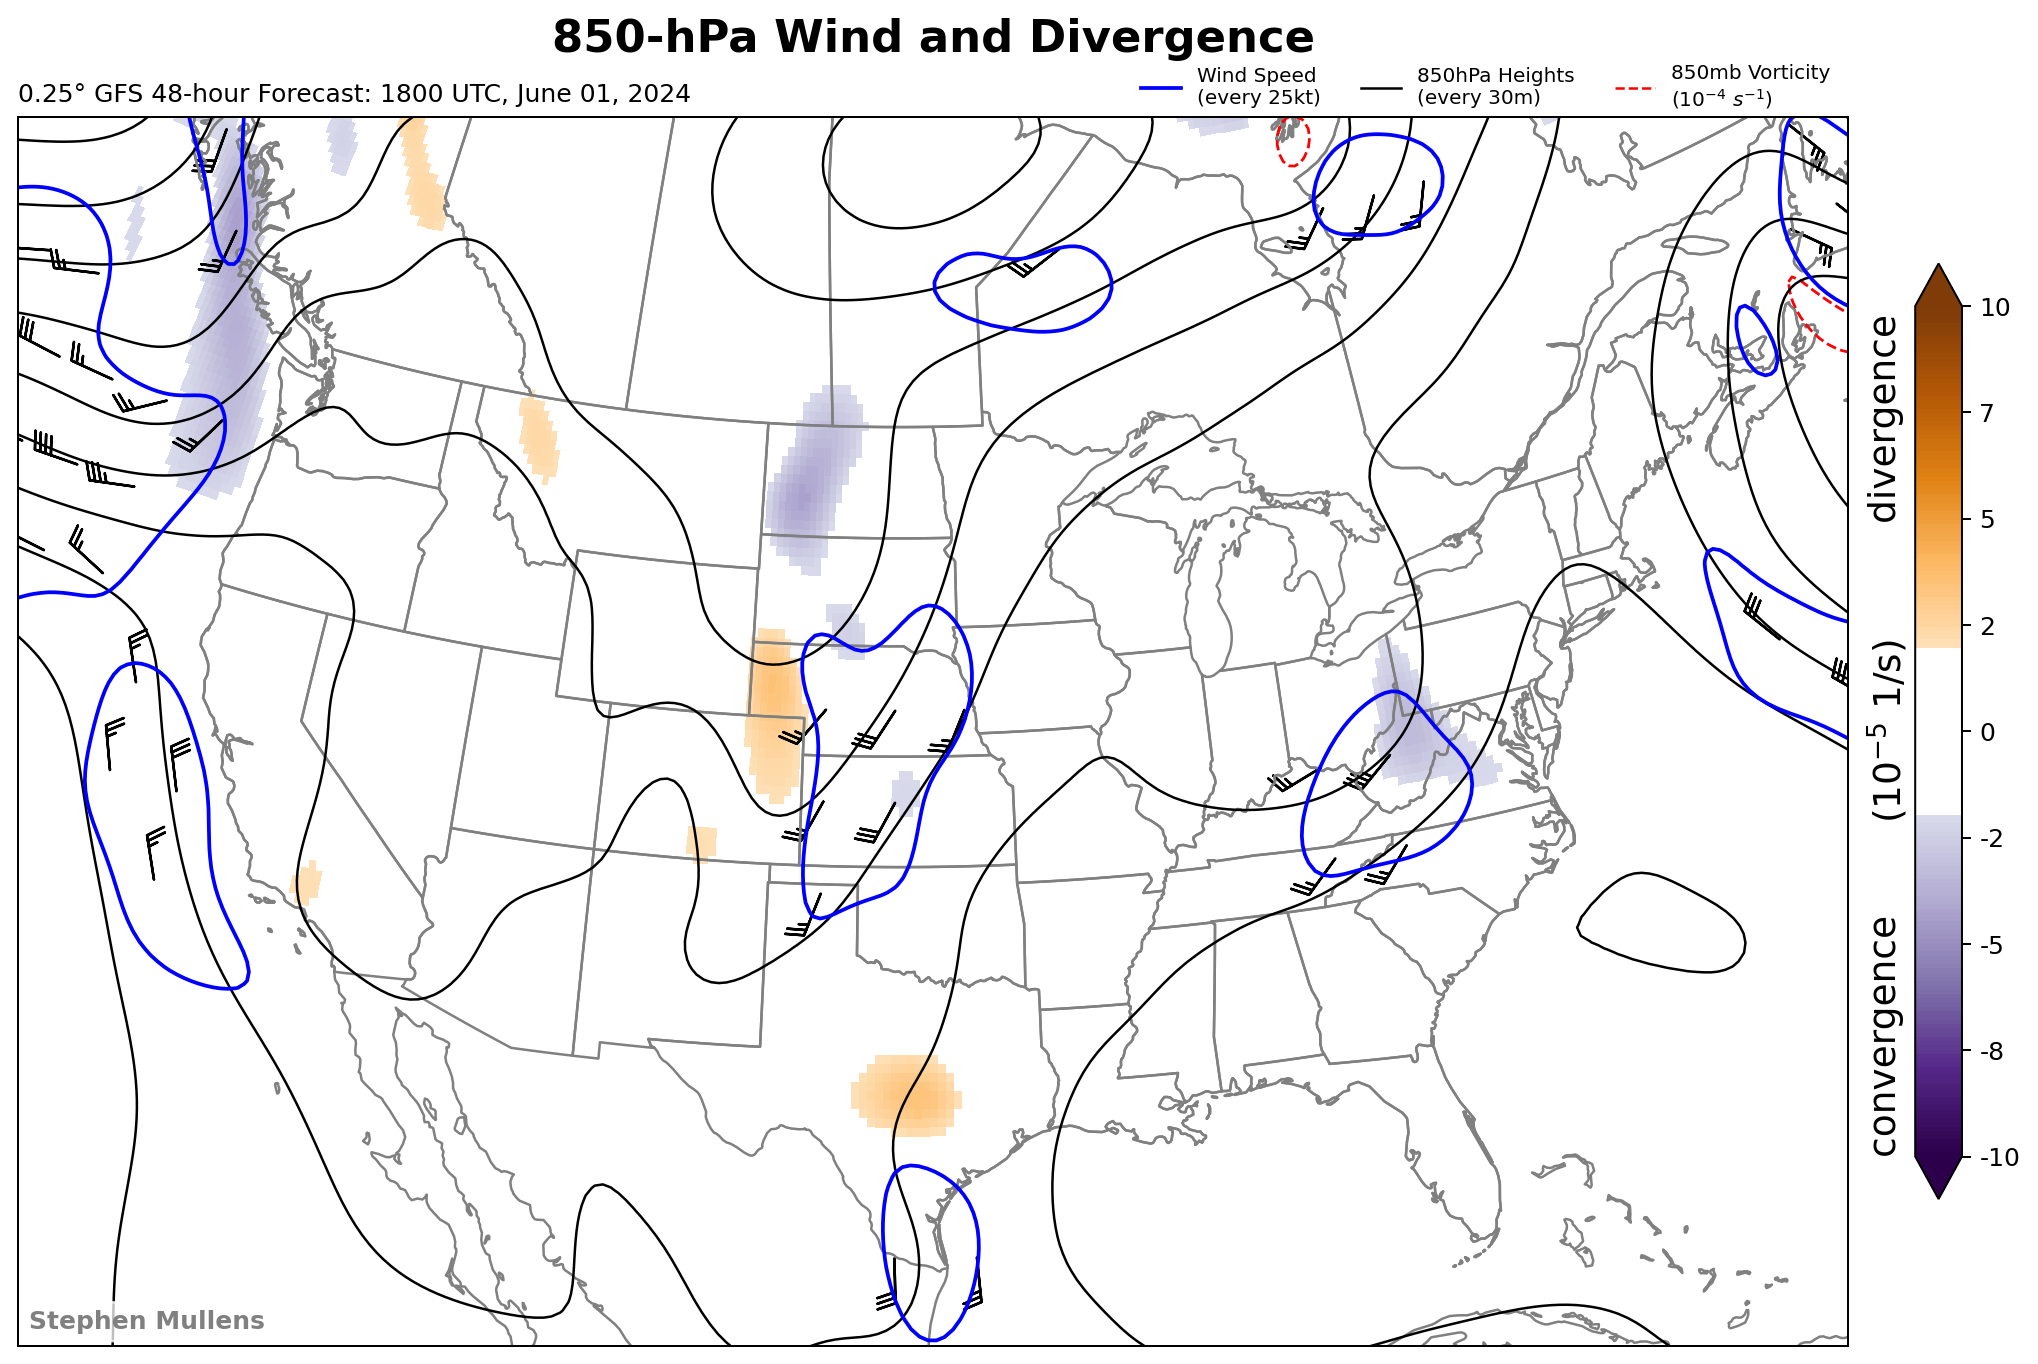 850-hPa Wind and Divergence
0.25° GFS 48-hour Forecast: 1800 UTC, June 01, 2024
Wind Speed
(every 25kt)
850hPa Heights
(every 30m)
850mb Vorticity
(10⁻⁴ s⁻¹)
10
7
5
2
0
-2
-5
-8
-10
convergence (10⁻⁵ 1/s) divergence
Stephen Mullens